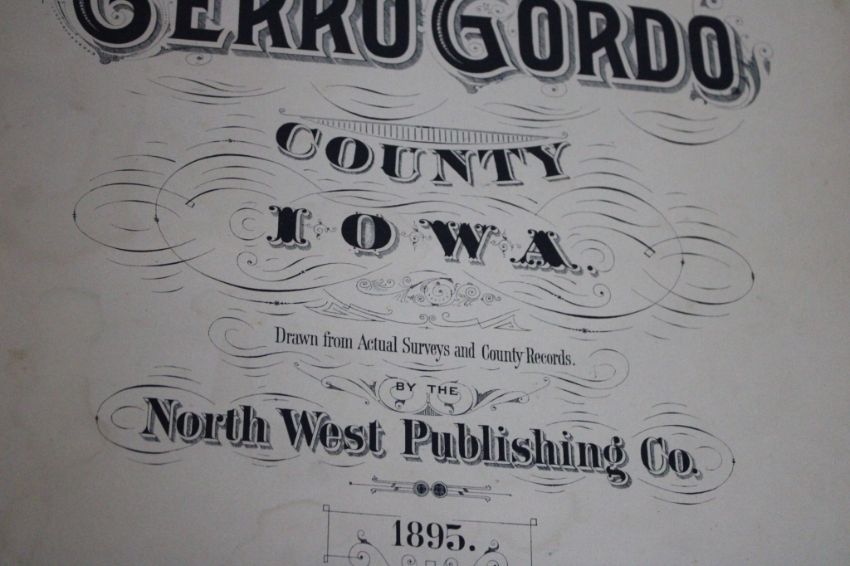 CERRO GORDO
COUNTY
IOWA.
Drawn from Actual Surveys and County Records.
BY THE
North West Publishing Co.
1895.